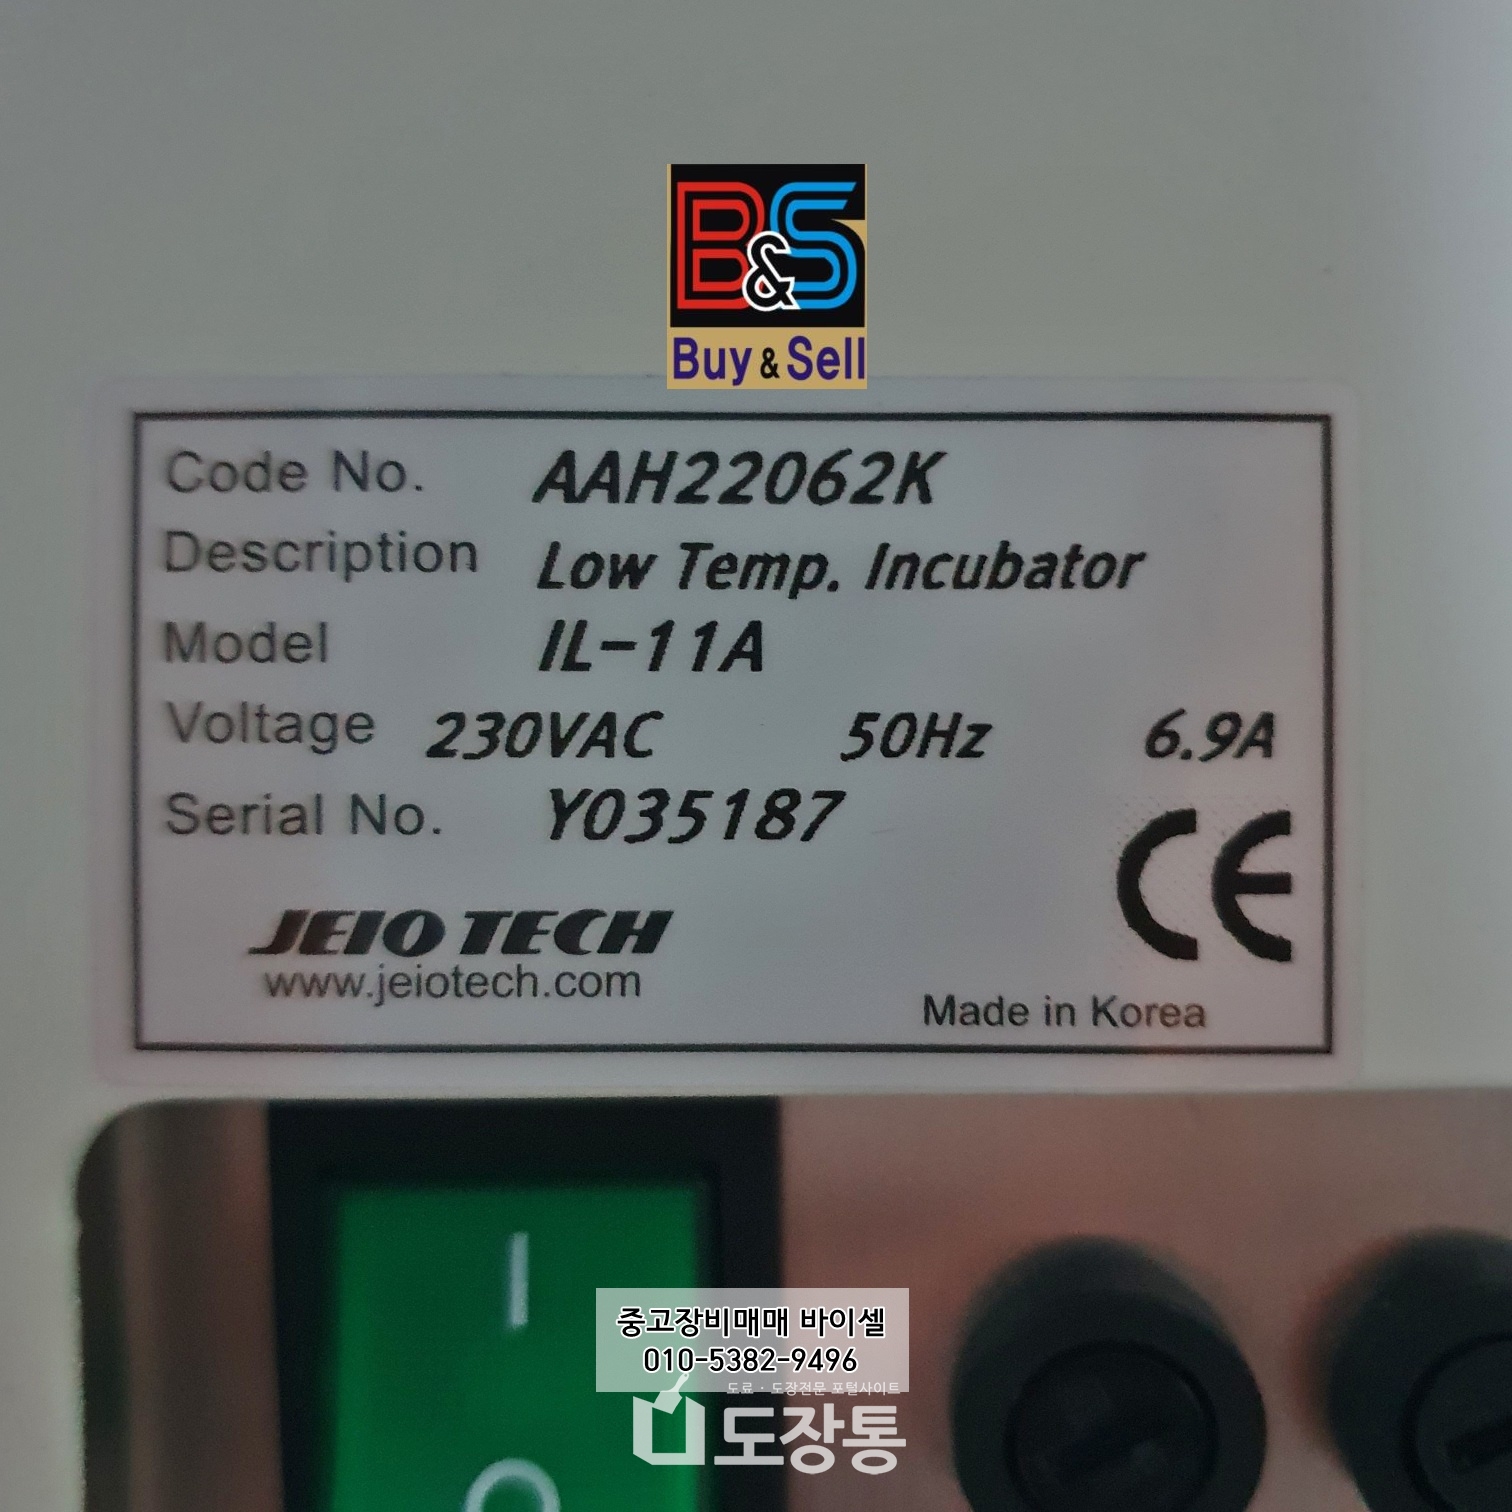 B&S
Buy & Sell
Code No. AAH22062K
Description Low Temp. Incubator
Model IL-11A
Voltage 230VAC 50Hz 6.9A
Serial No. Y035187
CE
JEIO TECH
www.jeiotech.com
Made in Korea
중고장비매매 바이셀
010-5382-9496
도료 · 도장전문 포털사이트
도장통